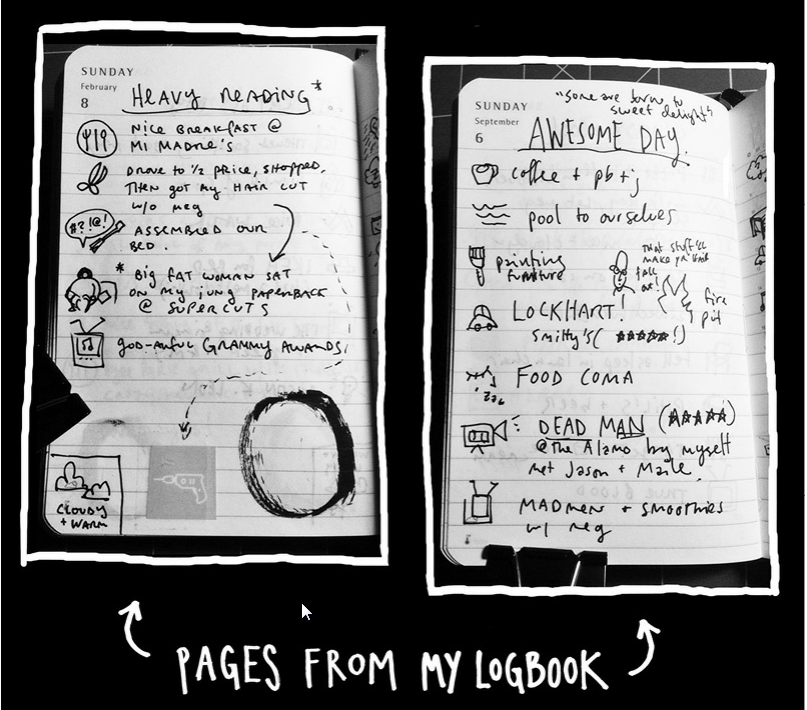 SUNDAY
February
8
HEAVY READING*
NICE BREAKFAST @
MI MADRE'S
DROVE TO 1/2 PRICE, SHOPPED,
THEN GOT MY HAIR CUT
W/O MEG
#?!@!
ASSEMBLED OUR
BED.
* BIG FAT WOMAN SAT
ON MY JUNG PAPERBACK
@ SUPERCUTS
GOD-AWFUL GRAMMY AWARDS.
CLOUDY
+ WARM
SUNDAY
September
6
"Some are born to
sweet delight"
AWESOME DAY.
coffee + pb+j
pool to ourselves
painting
furniture
THAT STUFF'LL
MAKE YR HAIR
FALL
OUT!
fire
pit
LOCKHART!
Smitty's (★★★★★!)
FOOD COMA
zzz
DEAD MAN (★★★★★)
@ The Alamo by myself
met Jason +
MADMEN + SMOOTHIES
w/ meg
PAGES FROM MY LOGBOOK